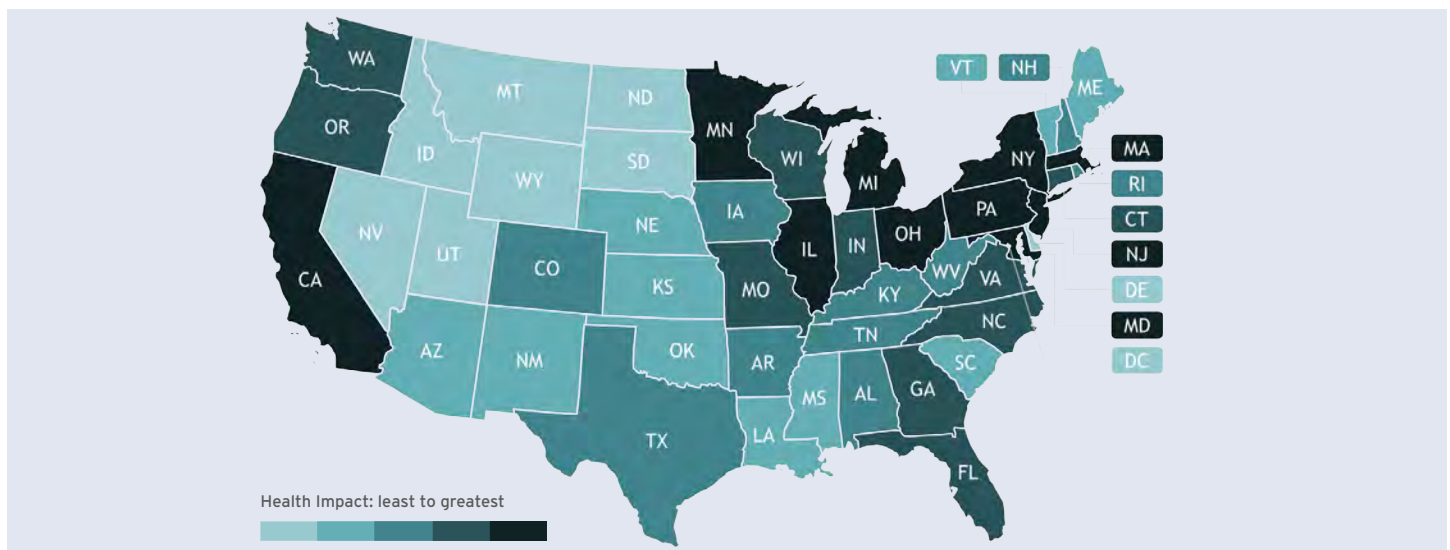 WA
VT NH
ME
MT
ND
OR
MN
MA
ID
SD
WI
NY
MI
WY
RI
PA
NE
IA
CT
NV
OH
UT
IL
IN
NJ
CO
CA
WV
VA
KS
MO
DE
KY
NC
MD
TN
AZ
NM
OK
AR
SC
DC
GA
MS
AL
TX
LA
FL
Health Impact: least to greatest